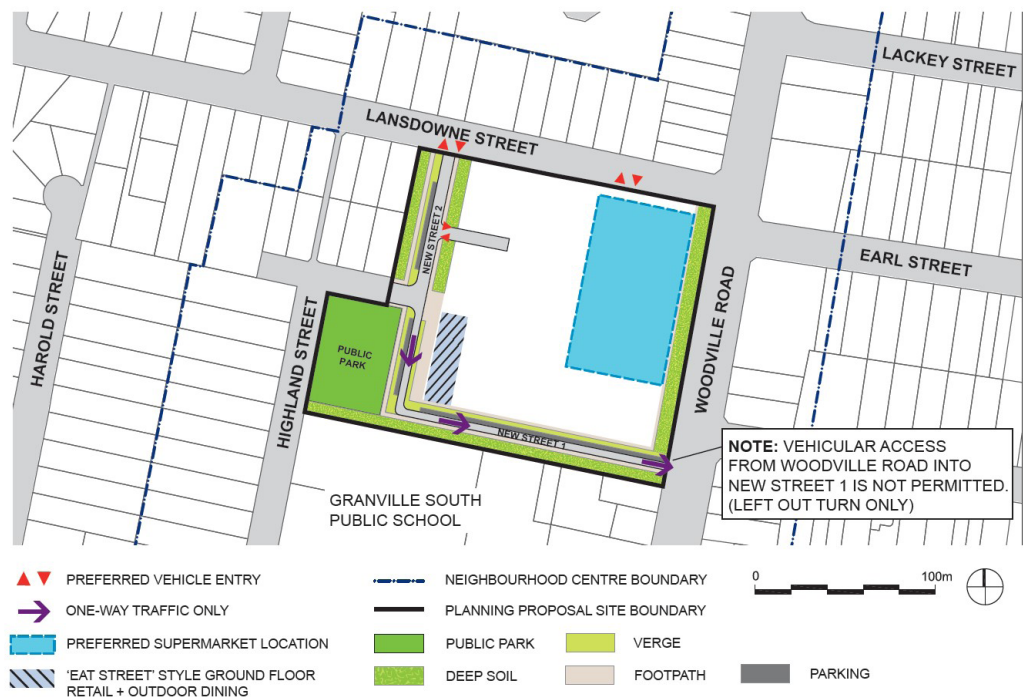 LACKEY STREET
LANSDOWNE STREET
NEW STREET 2
EARL STREET
HAROLD STREET
HIGHLAND STREET
PUBLIC
PARK
WOODVILLE ROAD
NEW STREET 1
NOTE: VEHICULAR ACCESS
FROM WOODVILLE ROAD INTO
NEW STREET 1 IS NOT PERMITTED.
(LEFT OUT TURN ONLY)
GRANVILLE SOUTH
PUBLIC SCHOOL
PREFERRED VEHICLE ENTRY
ONE-WAY TRAFFIC ONLY
PREFERRED SUPERMARKET LOCATION
'EAT STREET' STYLE GROUND FLOOR
RETAIL + OUTDOOR DINING
NEIGHBOURHOOD CENTRE BOUNDARY
PLANNING PROPOSAL SITE BOUNDARY
PUBLIC PARK
VERGE
DEEP SOIL
FOOTPATH
PARKING
0
100m